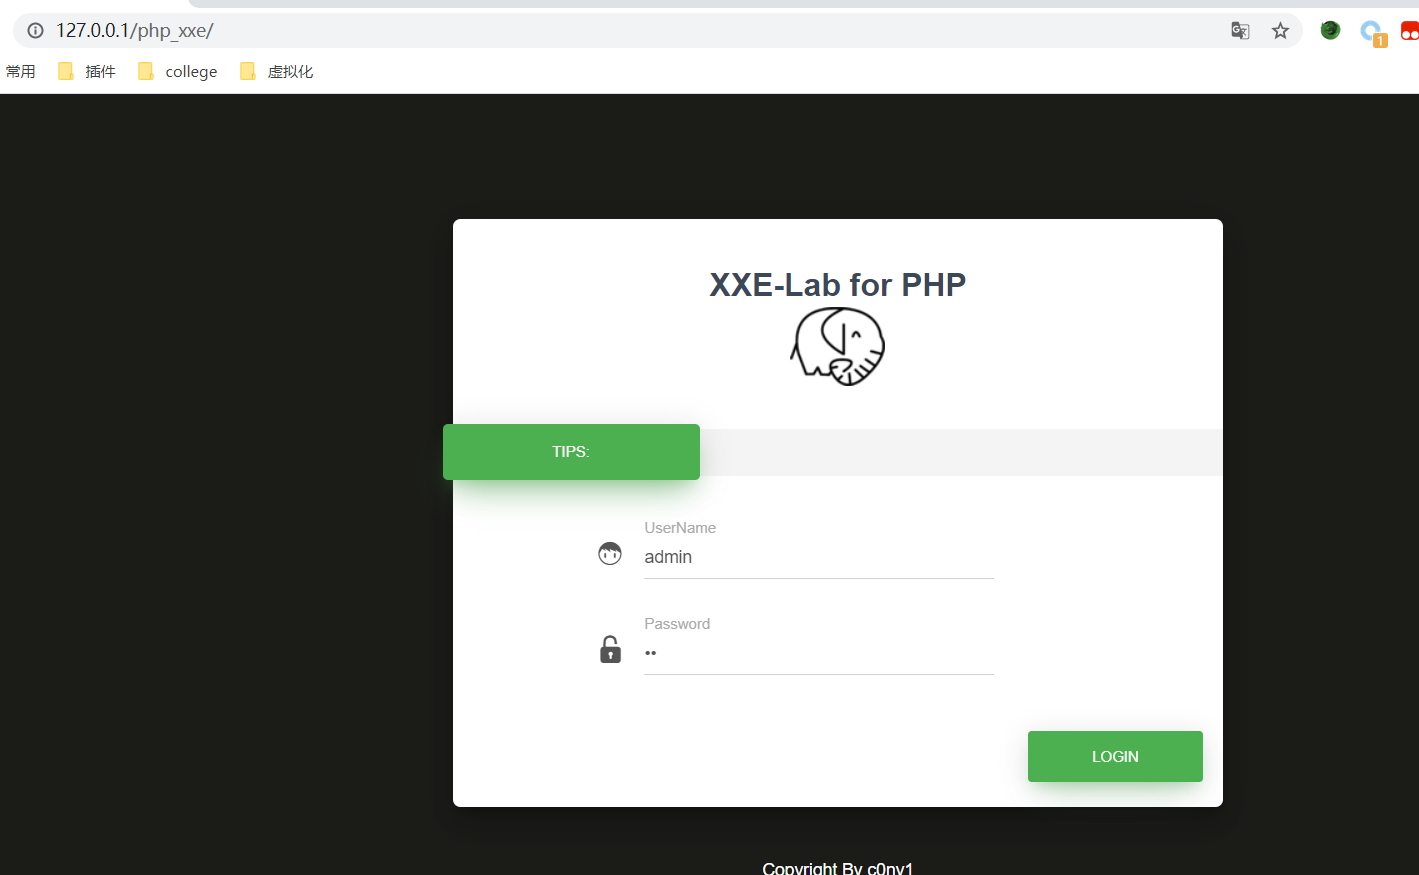 127.0.0.1/php_xxe/
1
常用 插件 college 虚拟化
XXE-Lab for PHP
TIPS:
UserName
admin
Password
••
LOGIN
Copyright By c0ny1